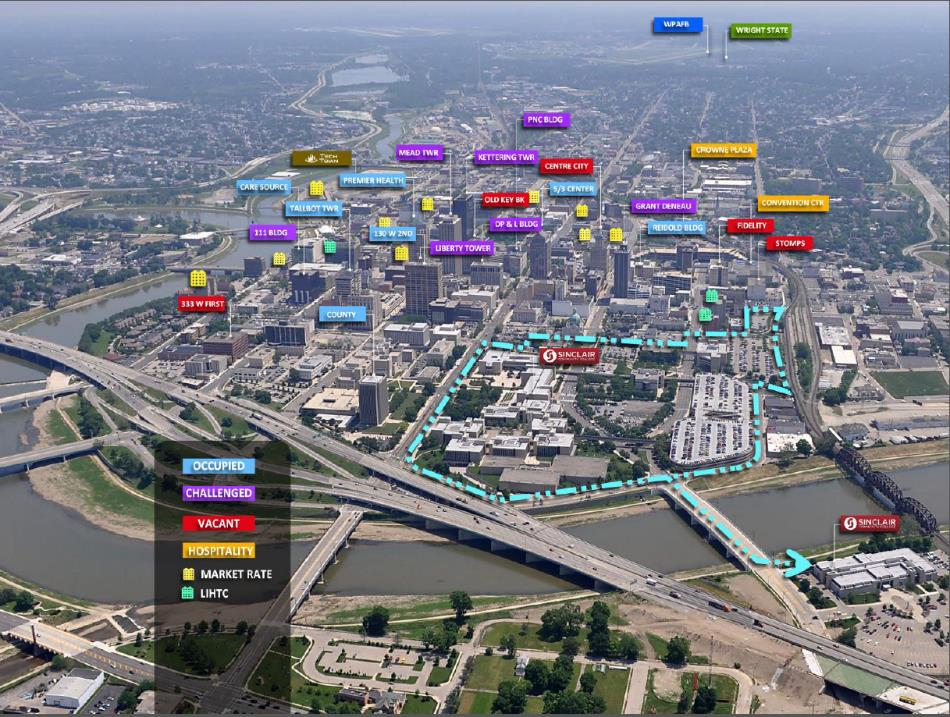 WPAFB
WRIGHT STATE
PNC BLDG
MEAD TWR
KETTERING TWR
CENTRE CITY
CROWNE PLAZA
TECH TOWN
CARE SOURCE
PREMIER HEALTH
5/3 CENTER
OLD KEY BK
TALLBOT TWR
GRANT DENEAU
CONVENTION CTR
111 BLDG
130 W 2ND
DP & L BLDG
REIBOLD BLDG
FIDELITY
LIBERTY TOWER
STOMPS
333 W FIRST
COUNTY
SINCLAIR
OCCUPIED
CHALLENGED
VACANT
HOSPITALITY
MARKET RATE
LIHTC
SINCLAIR